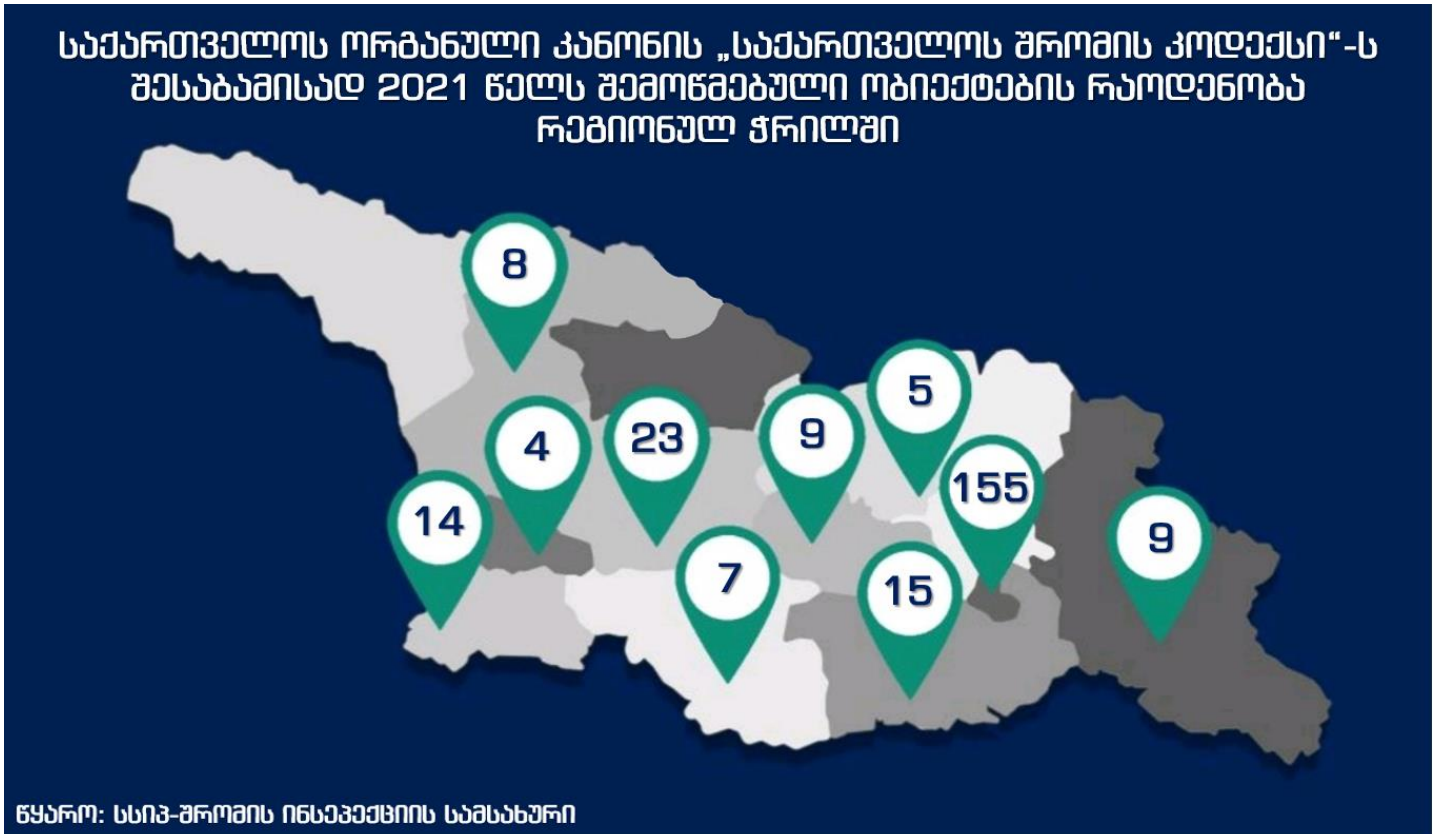 საქართველოს ორგანული კანონის „საქართველოს შრომის კოდექსი“-ს
შესაბამისად 2021 წელს შემოწმებული ობიექტების რაოდენობა
რეგიონულ ჭრილში
8
5
9
23
4
155
14
9
7
15
წყარო: სსიპ-შრომის ინსპექციის სამსახური